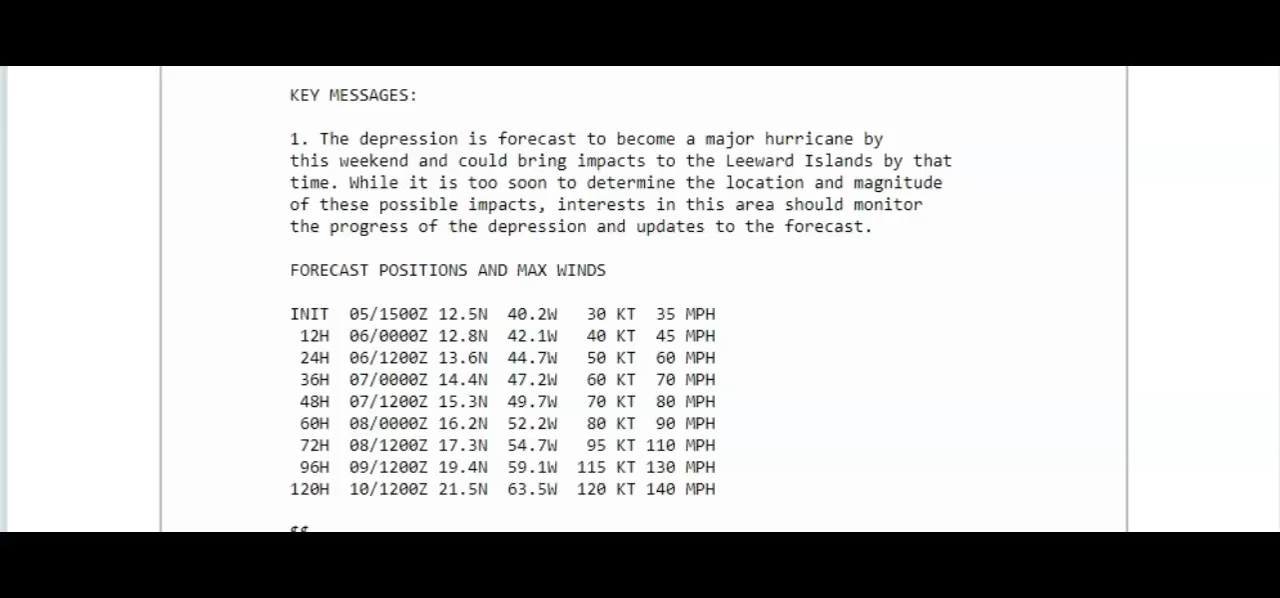 KEY MESSAGES:
1. The depression is forecast to become a major hurricane by
this weekend and could bring impacts to the Leeward Islands by that
time. While it is too soon to determine the location and magnitude
of these possible impacts, interests in this area should monitor
the progress of the depression and updates to the forecast.
FORECAST POSITIONS AND MAX WINDS
INIT 05/1500Z 12.5N 40.2W 30 KT 35 MPH
12H 06/0000Z 12.8N 42.1W 40 KT 45 MPH
24H 06/1200Z 13.6N 44.7W 50 KT 60 MPH
36H 07/0000Z 14.4N 47.2W 60 KT 70 MPH
48H 07/1200Z 15.3N 49.7W 70 KT 80 MPH
60H 08/0000Z 16.2N 52.2W 80 KT 90 MPH
72H 08/1200Z 17.3N 54.7W 95 KT 110 MPH
96H 09/1200Z 19.4N 59.1W 115 KT 130 MPH
120H 10/1200Z 21.5N 63.5W 120 KT 140 MPH